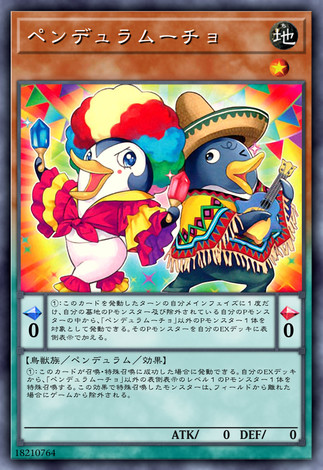 ペンデュラムーチョ
地
①:このカードを発動したターンの自分メインフェイズに1度だ
け、自分の墓地のPモンスター及び除外されている自分のPモンス
ターの中から、「ペンデュラムーチョ」以外のPモンスター1体を
対象として発動できる。そのPモンスターを自分のEXデッキに表
側表示で加える。
0
0
【鳥獣族/ペンデュラム/効果】
①:このカードが召喚・特殊召喚に成功した場合に発動できる。自分のEXデッ
キから、「ペンデュラムーチョ」以外の表側表示のレベル1のPモンスター1体を
特殊召喚する。この効果で特殊召喚したモンスターは、フィールドから離れた
場合にゲームから除外される。
ATK/ 0 DEF/ 0
18210764